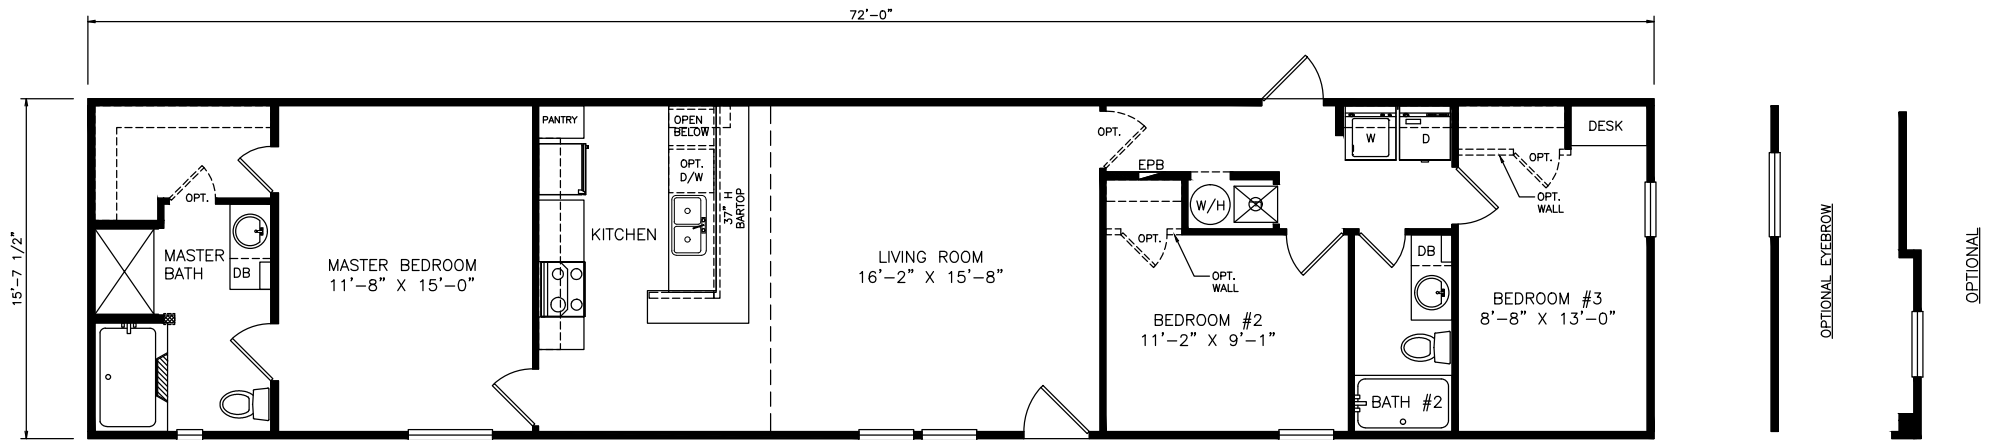 72'-0"
15'-7 1/2"
PANTRY
OPEN
BELOW
OPT.
D/W
37" H
BARTOP
OPT.
EPB
W
D
DESK
OPT.
OPT.
WALL
OPT.
W/H
MASTER
BATH
DB
MASTER BEDROOM
11'-8" X 15'-0"
KITCHEN
LIVING ROOM
16'-2" X 15'-8"
OPT.
OPT.
WALL
DB
BEDROOM #2
11'-2" X 9'-1"
BEDROOM #3
8'-8" X 13'-0"
BATH #2
OPTIONAL EYEBROW
OPTIONAL